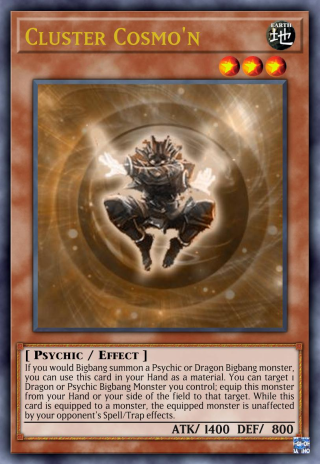 Cluster Cosmo'n
EARTH
地
[ Psychic / Effect ]
If you would Bigbang summon a Psychic or Dragon Bigbang monster,
you can use this card in your Hand as a material. You can target 1
Dragon or Psychic Bigbang Monster you control; equip this monster
from your Hand or your side of the field to that target. While this
card is equipped to a monster, the equipped monster is unaffected
by your opponent's Spell/Trap effects.
ATK/ 1400 DEF/ 800